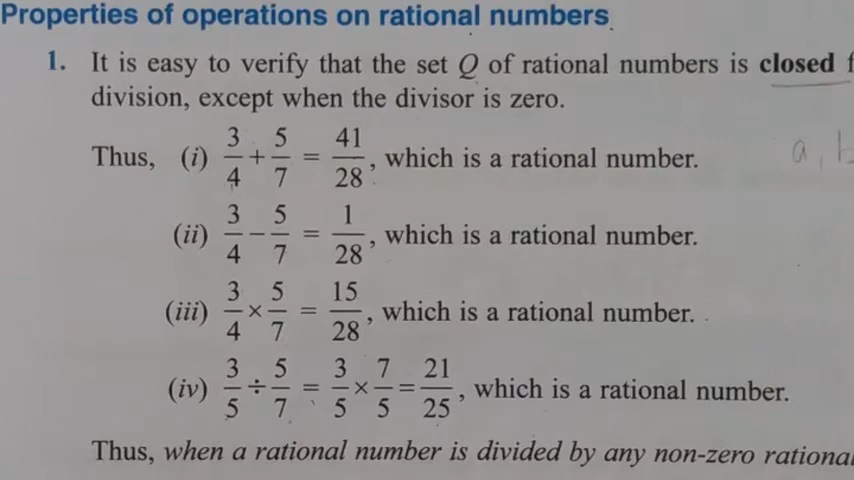 Properties of operations on rational numbers
1. It is easy to verify that the set Q of rational numbers is closed
division, except when the divisor is zero.
Thus, (i) 3/4 + 5/7 = 41/28, which is a rational number.
a,
(ii) 3/4 − 5/7 = 1/28, which is a rational number.
(iii) 3/4 × 5/7 = 15/28, which is a rational number.
(iv) 3/5 ÷ 5/7 = 3/5 × 7/5 = 21/25, which is a rational number.
Thus, when a rational number is divided by any non-zero rational